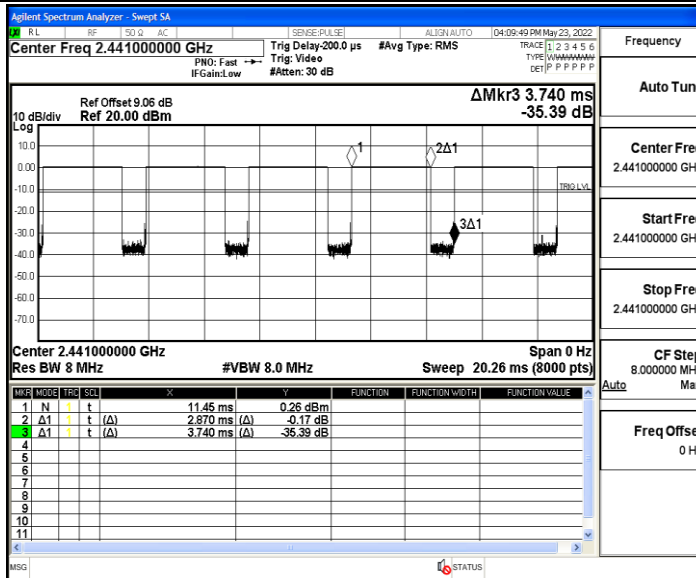 Agilent Spectrum Analyzer - Swept SA
RL RF 50 Ω AC SENSE:PULSE ALIGN AUTO 04:09:49 PM May 23, 2022
Center Freq 2.441000000 GHz
PNO: Fast
IFGain:Low
Trig Delay-200.0 µs
Trig: Video
#Atten: 30 dB
#Avg Type: RMS
TRACE 1 2 3 4 5 6
TYPE
DET P P P P P P
Frequency
Ref Offset 9.06 dB
10 dB/div Ref 20.00 dBm
Log
ΔMkr3 3.740 ms
-35.39 dB
10.0
0.00
-10.0
-20.0
-30.0
-40.0
-50.0
-60.0
-70.0
1
2Δ1
3Δ1
TRIG LVL
Center 2.441000000 GHz Span 0 Hz
Res BW 8 MHz #VBW 8.0 MHz Sweep 20.26 ms (8000 pts)
MKR MODE TRC SCL X Y FUNCTION FUNCTION WIDTH FUNCTION VALUE
1 N 1 t 11.45 ms 0.26 dBm
2 Δ1 1 t (Δ) 2.870 ms (Δ) -0.17 dB
3 Δ1 1 t (Δ) 3.740 ms (Δ) -35.39 dB
4
5
6
7
8
9
10
11
MSG STATUS
Auto Tun
Center Fre
2.441000000 GH
Start Fre
2.441000000 GH
Stop Fre
2.441000000 GH
CF Step
8.000000 MH
Auto Ma
Freq Offse
0 H